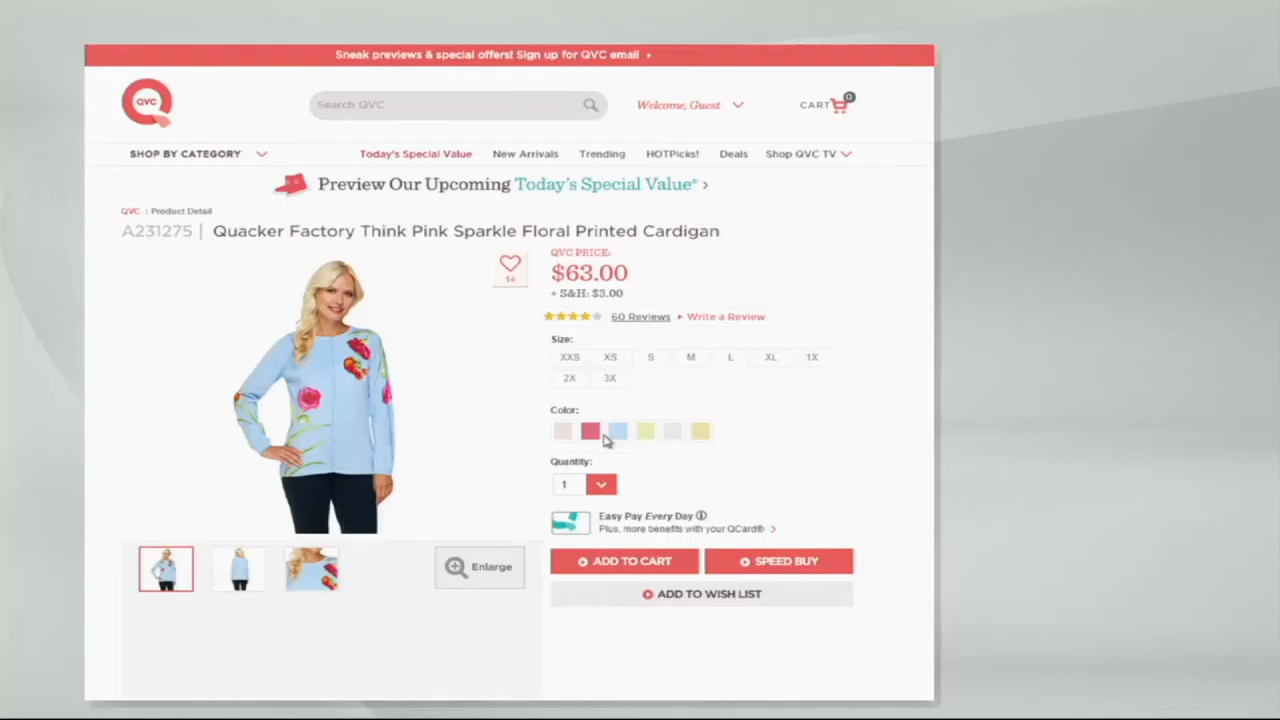 Sneak previews & special offers! Sign up for QVC email
QVC
Search QVC
Welcome, Guest
CART
0
SHOP BY CATEGORY
Today's Special Value
New Arrivals
Trending
HOTPicks!
Deals
Shop QVC TV
Preview Our Upcoming Today's Special Value® >
QVC : Product Detail
A231275 | Quacker Factory Think Pink Sparkle Floral Printed Cardigan
14
QVC PRICE:
$63.00
+ S&H: $3.00
60 Reviews
Write a Review
Size:
XXS XS S M L XL 1X
2X 3X
Color:
Quantity:
1
Easy Pay Every Day
Plus, more benefits with your QCard® >
Enlarge
ADD TO CART
SPEED BUY
ADD TO WISH LIST